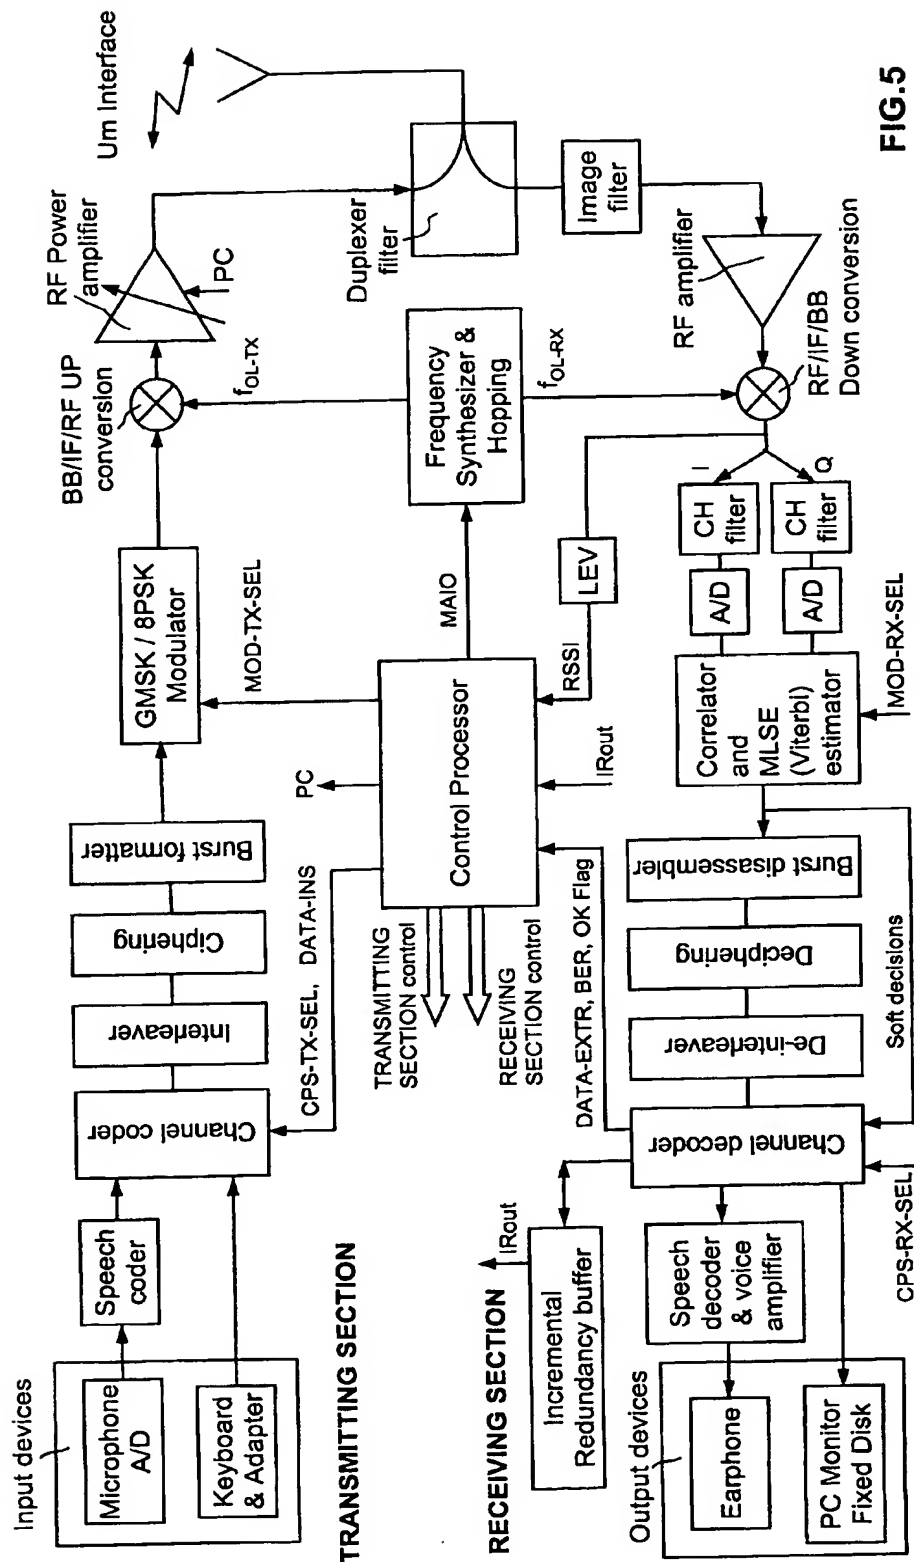 Input devices
Microphone
A/D
Keyboard
& Adapter
Speech
coder
Channel coder
Interleaver
Ciphering
Burst formatter
GMSK / 8PSK
Modulator
BB/IF/RF UP
conversion
RF Power
amplifier
PC
Um Interface
TRANSMITTING SECTION
CPS-TX-SEL, DATA-INS
PC
MOD-TX-SEL
fOL-TX
TRANSMITTING
SECTION control
RECEIVING
SECTION control
Control Processor
MAIO
Frequency
Synthesizer &
Hopping
Duplexer
filter
fOL-RX
RECEIVING SECTION
IRout
DATA-EXTR, BER, OK Flag
IRout
RSSI
LEV
Image
filter
RF amplifier
RF/IF/BB
Down conversion
I
Q
CH
filter
CH
filter
A/D
A/D
Correlator
and
MLSE
(Viterbi)
estimator
MOD-RX-SEL
Burst disassembler
Deciphering
De-interleaver
Channel decoder
Soft decisions
CPS-RX-SEL
Incremental
Redundancy buffer
Speech
decoder
& voice
amplifier
Output devices
Earphone
PC Monitor
Fixed Disk
FIG.5